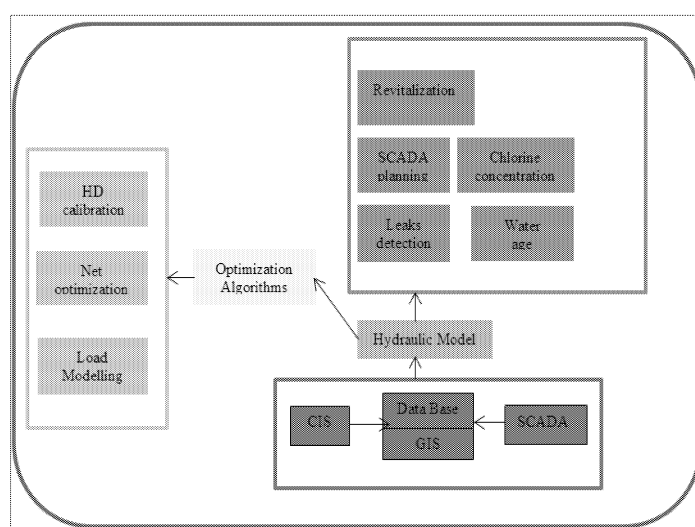 Revitalization
SCADA
planning
Chlorine
concentration
Leaks
detection
Water
age
HD
calibration
Net
optimization
Load
Modelling
Optimization
Algorithms
Hydraulic Model
CIS
Data Base
GIS
SCADA